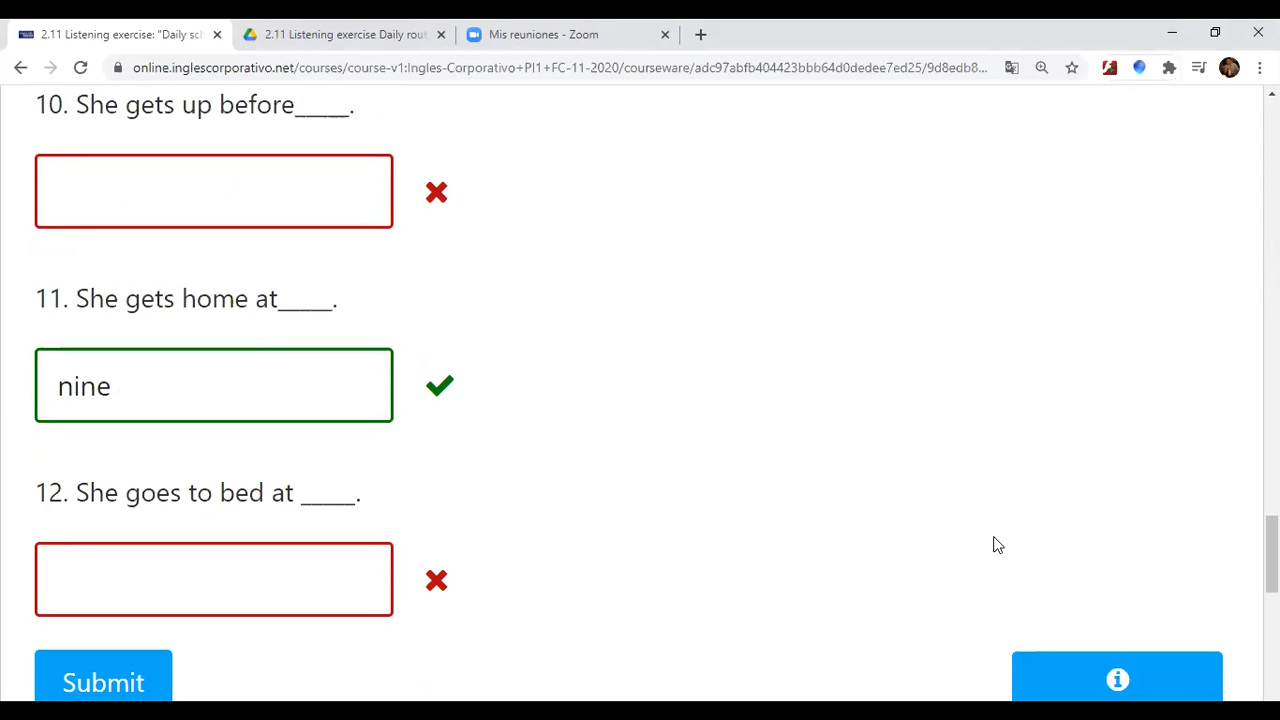 2.11 Listening exercise: "Daily sch
2.11 Listening exercise Daily rout
Mis reuniones - Zoom
online.inglescorporativo.net/courses/course-v1:Ingles-Corporativo+PI1+FC-11-2020/courseware/adc97abfb404423bbb64d0dedee7ed25/9d8edb8...
10. She gets up before_____.
11. She gets home at_____.
nine
12. She goes to bed at _____.
Submit